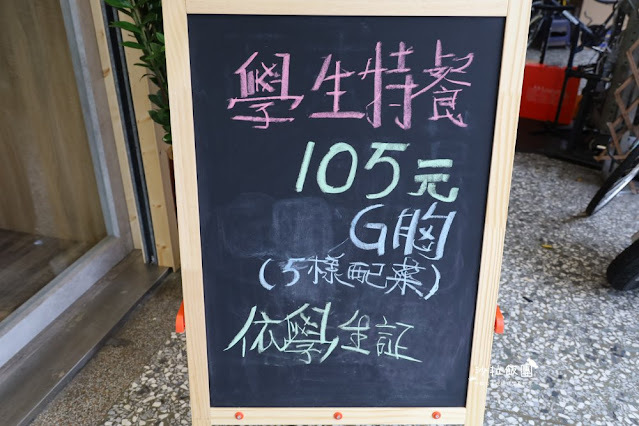 學生特餐
105元
G胸
(5樣配菜)
依學生証